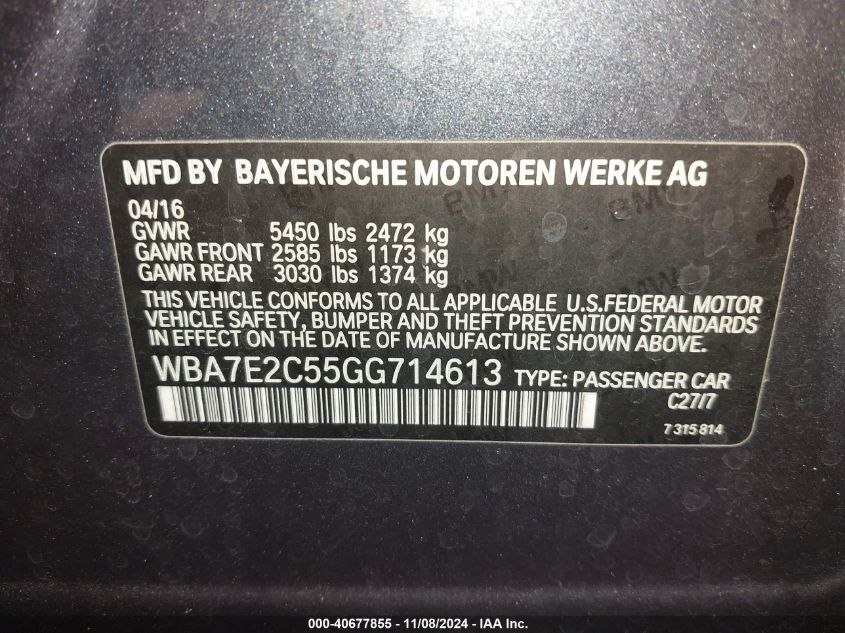 MFD BY BAYERISCHE MOTOREN WERKE AG
04/16
GVWR 5450 lbs 2472 kg
GAWR FRONT 2585 lbs 1173 kg
GAWR REAR 3030 lbs 1374 kg
THIS VEHICLE CONFORMS TO ALL APPLICABLE U.S.FEDERAL MOTOR
VEHICLE SAFETY, BUMPER AND THEFT PREVENTION STANDARDS
IN EFFECT ON THE DATE OF MANUFACTURE SHOWN ABOVE.
WBA7E2C55GG714613 TYPE: PASSENGER CAR
C27/7
7 315 814
000-40677855 - 11/08/2024 - IAA Inc.